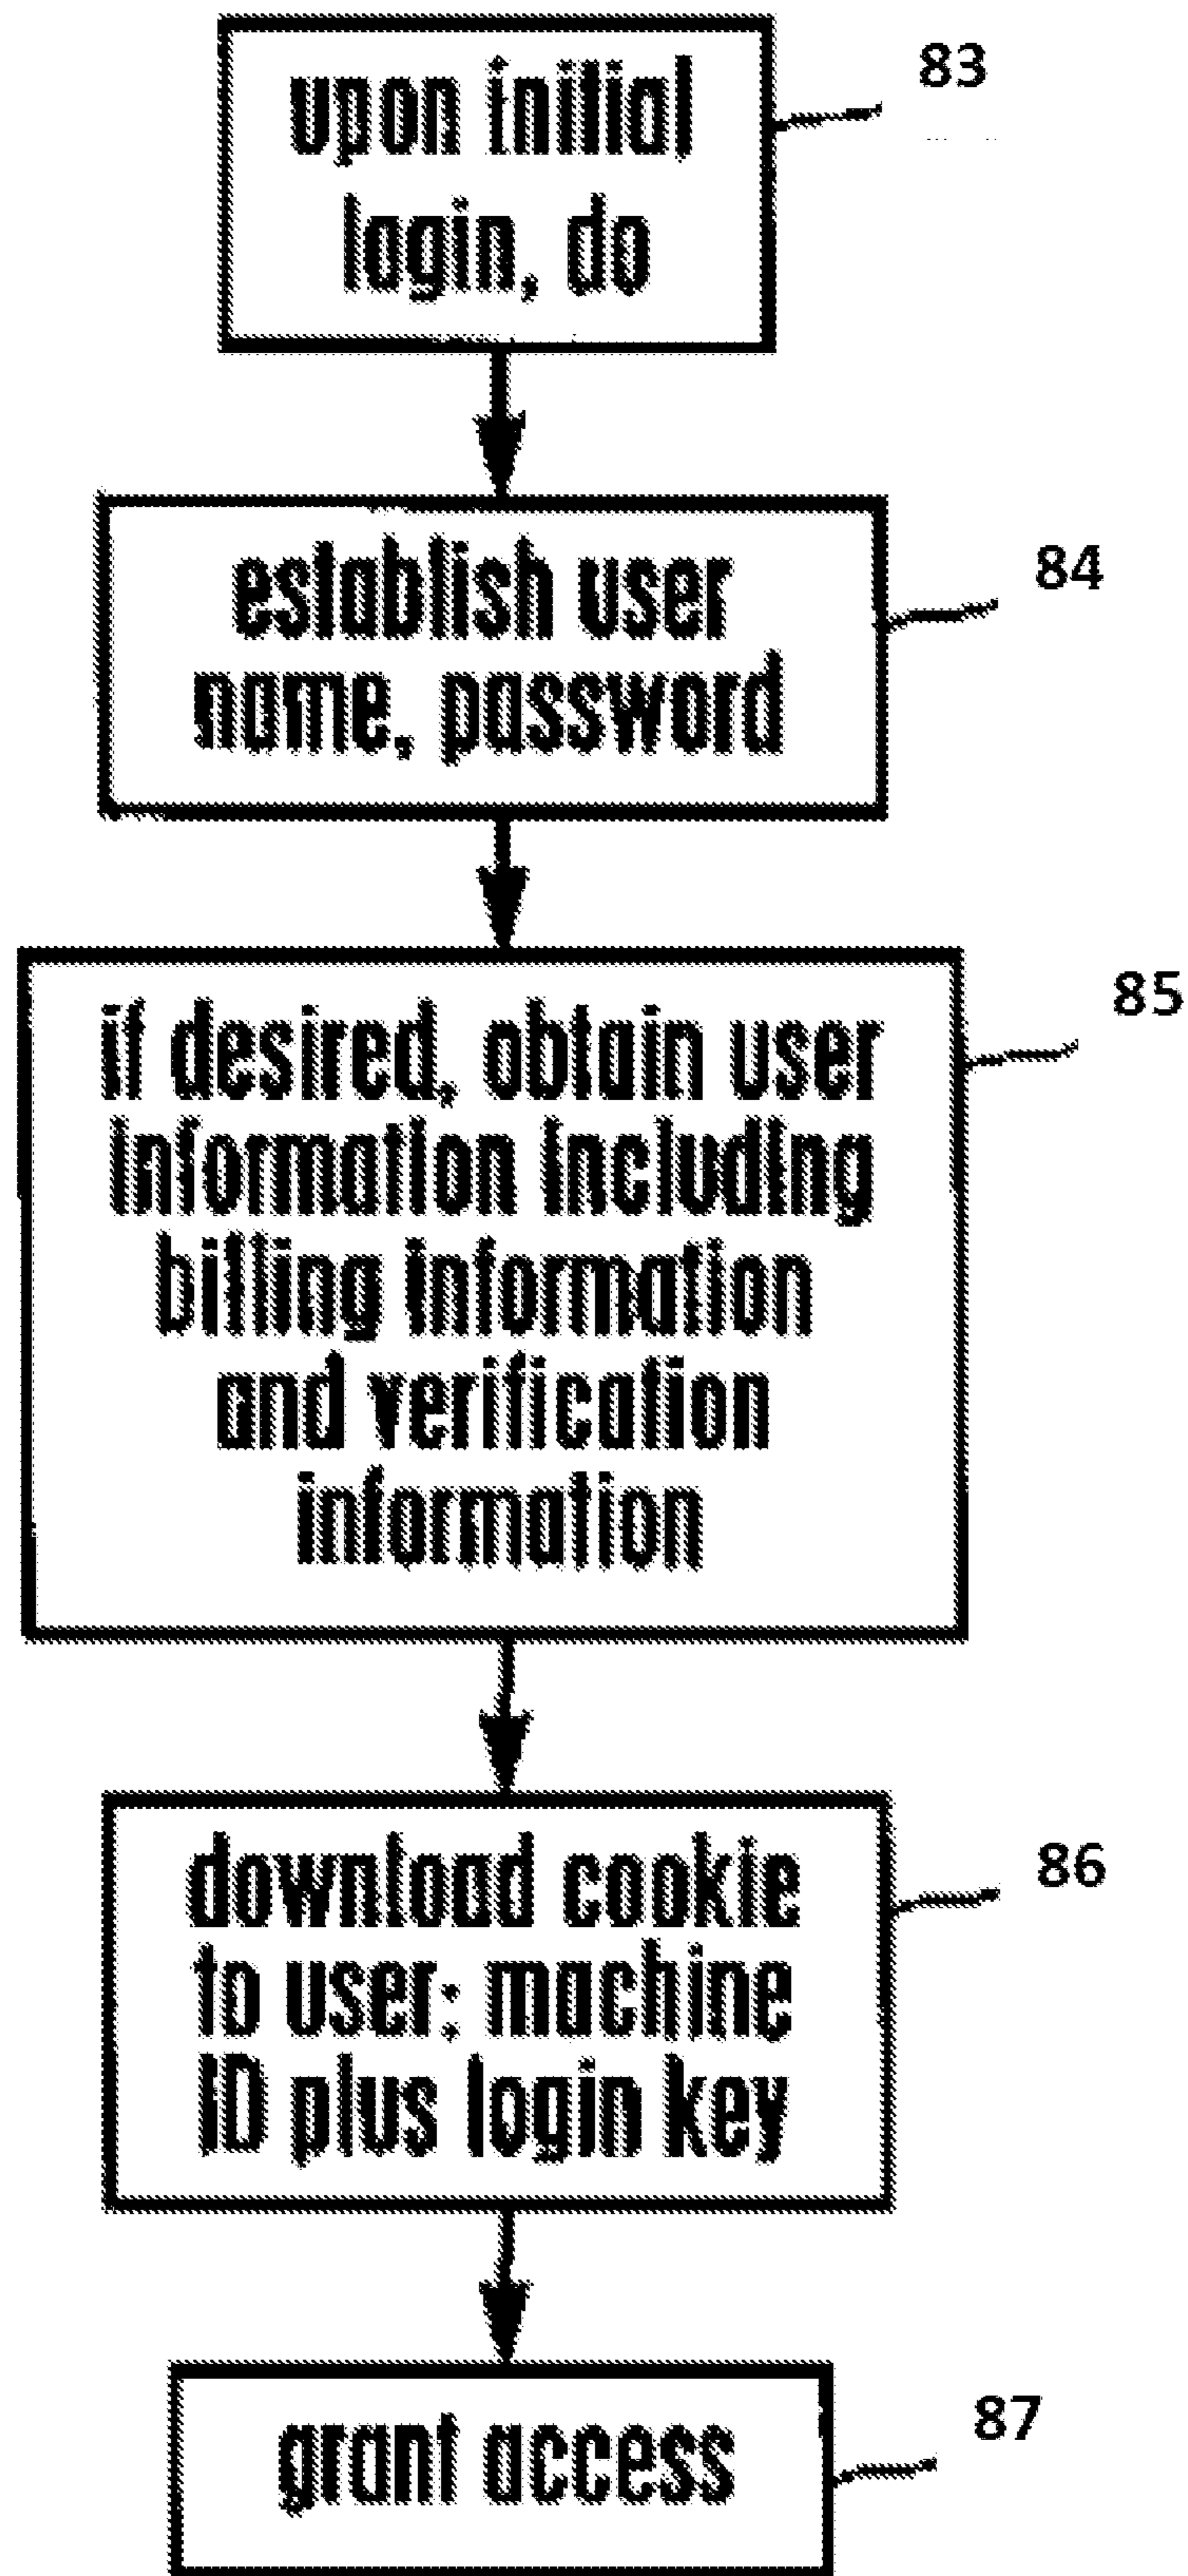 upon initial
login, do
83
establish user
name, password
84
if desired, obtain user
information including
billing information
and verification
information
85
download cookie
to user: machine
ID plus login key
86
grant access
87